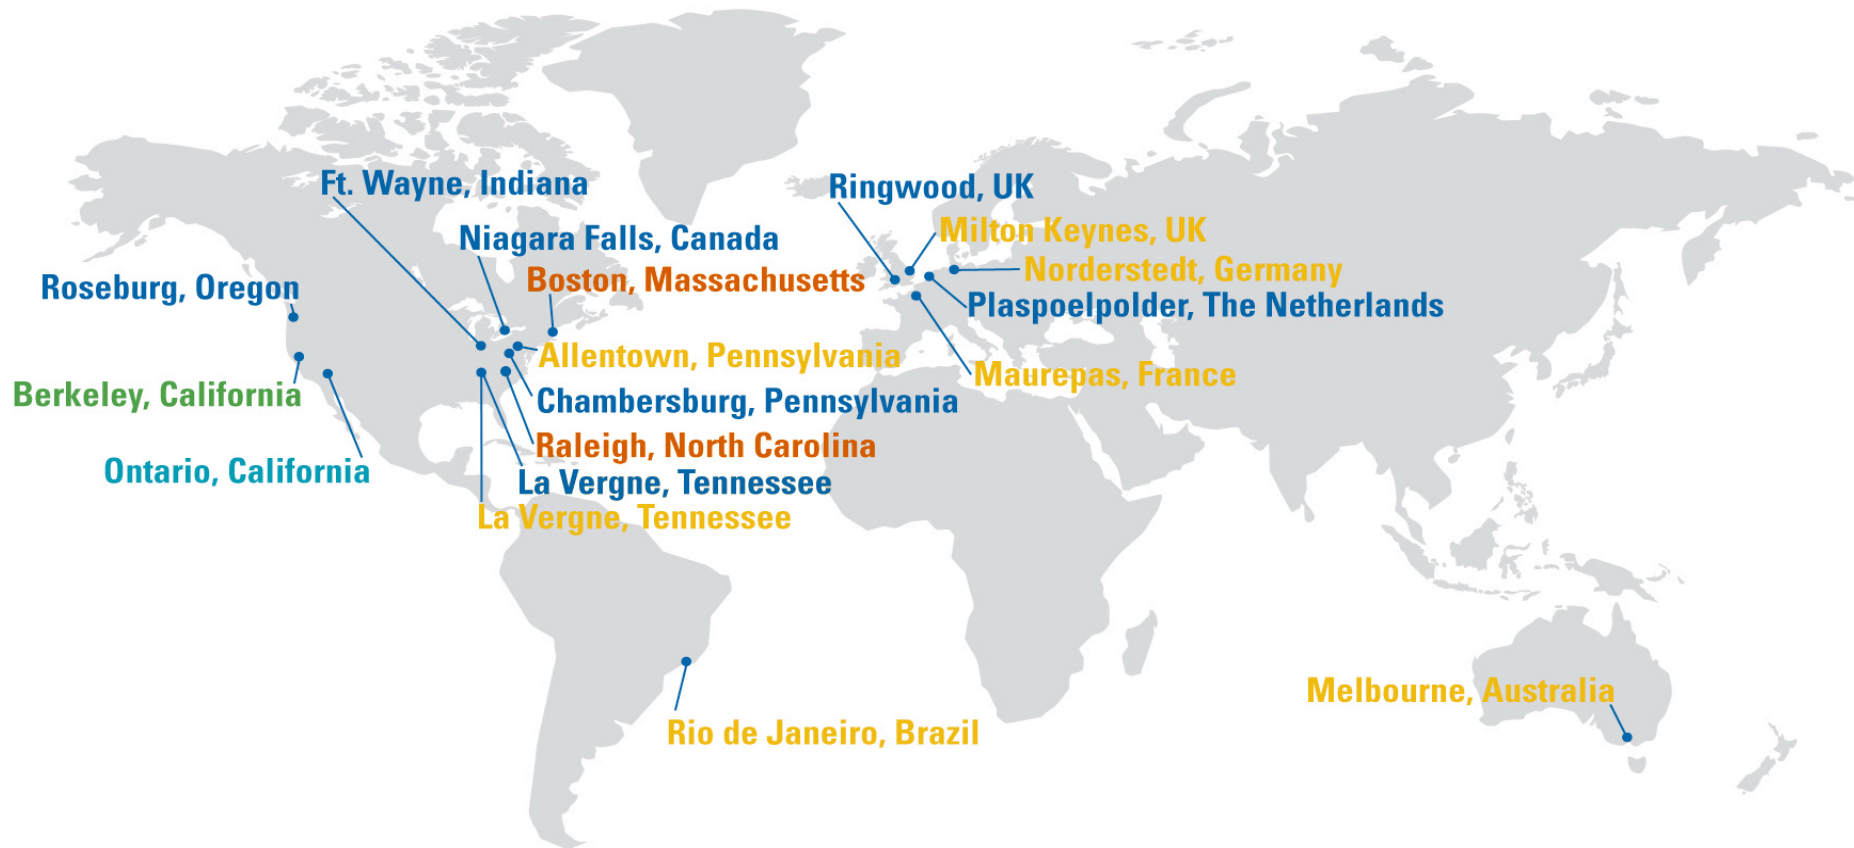 Ft. Wayne, Indiana
Ringwood, UK
Niagara Falls, Canada
Milton Keynes, UK
Boston, Massachusetts
Norderstedt, Germany
Roseburg, Oregon
Plaspoelpolder, The Netherlands
Allentown, Pennsylvania
Maurepas, France
Berkeley, California
Chambersburg, Pennsylvania
Raleigh, North Carolina
Ontario, California
La Vergne, Tennessee
La Vergne, Tennessee
Melbourne, Australia
Rio de Janeiro, Brazil